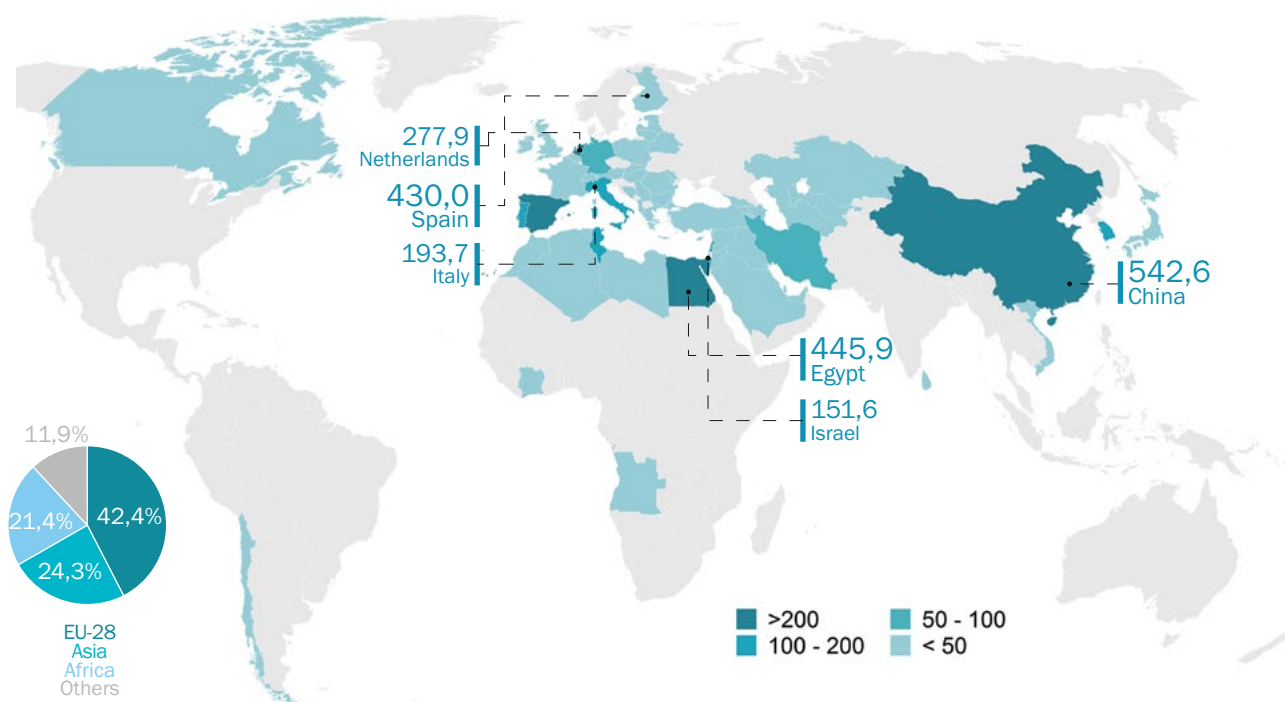 277,9
Netherlands
430,0
Spain
193,7
Italy
542,6
China
445,9
Egypt
151,6
Israel
11,9%
42,4%
21,4%
24,3%
EU-28
Asia
Africa
Others
>200
100 - 200
50 - 100
< 50